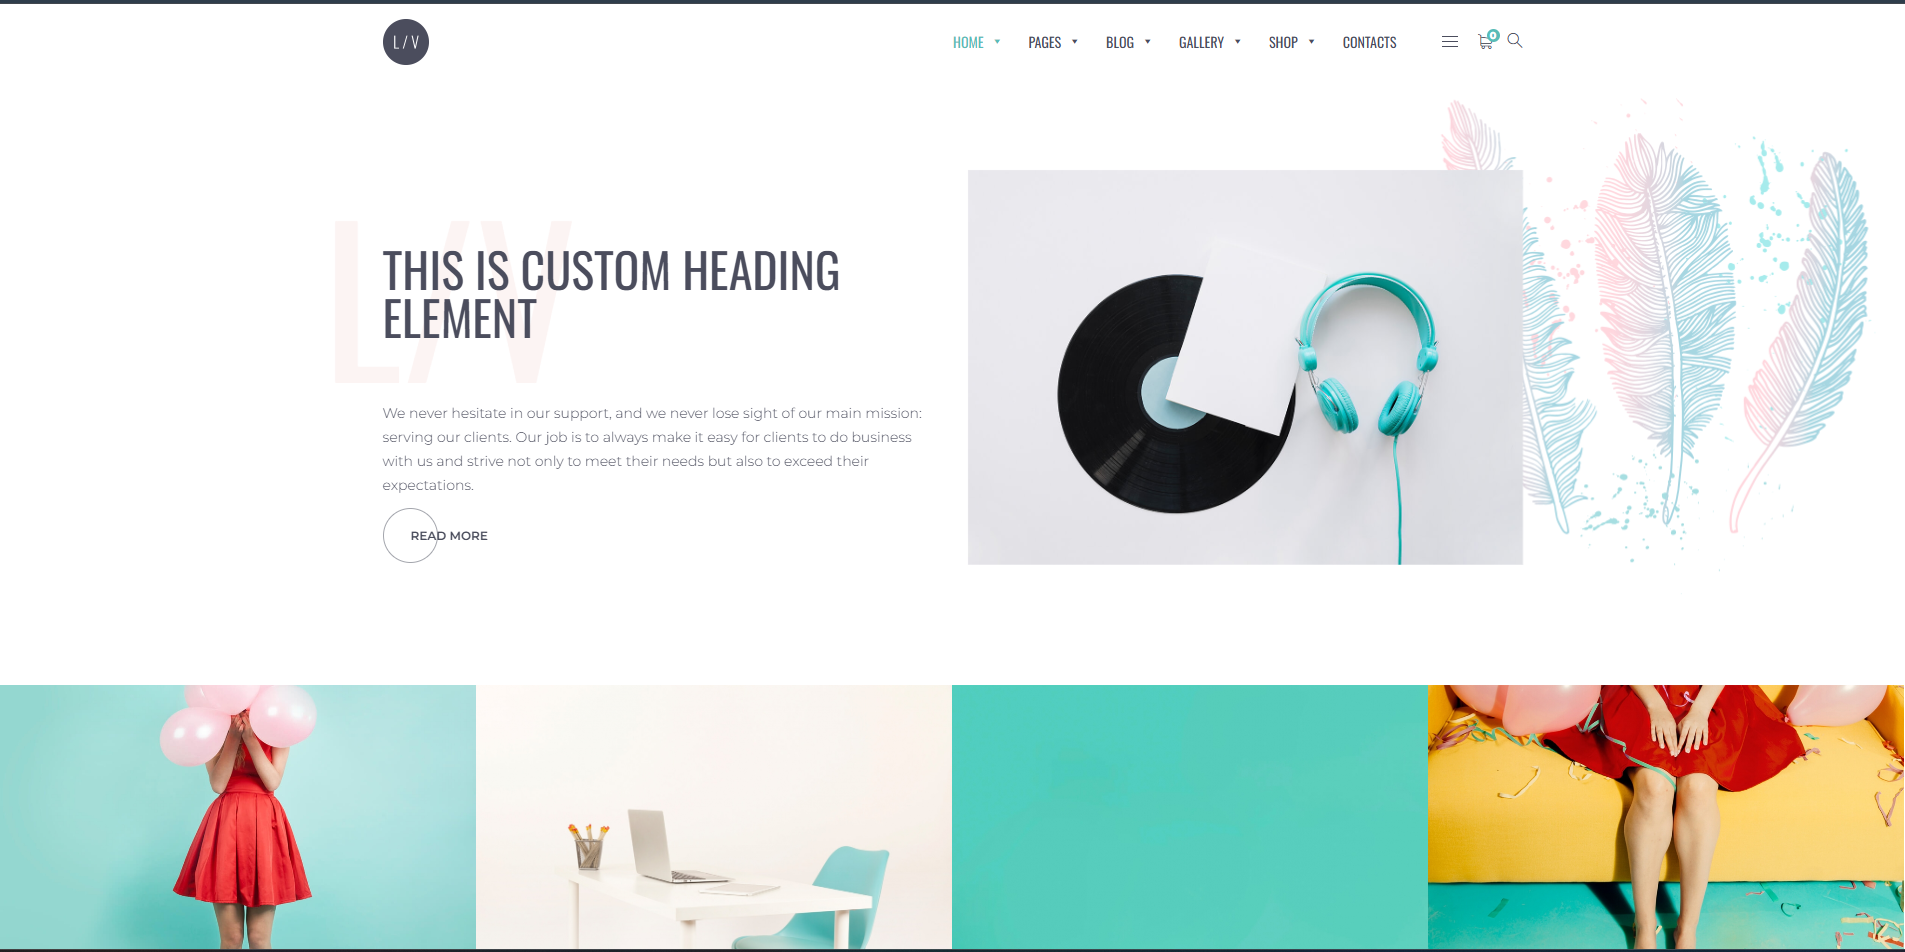 L/V
HOME PAGES BLOG GALLERY SHOP CONTACTS 0
L/V
THIS IS CUSTOM HEADING
ELEMENT
We never hesitate in our support, and we never lose sight of our main mission:
serving our clients. Our job is to always make it easy for clients to do business
with us and strive not only to meet their needs but also to exceed their
expectations.
READ MORE